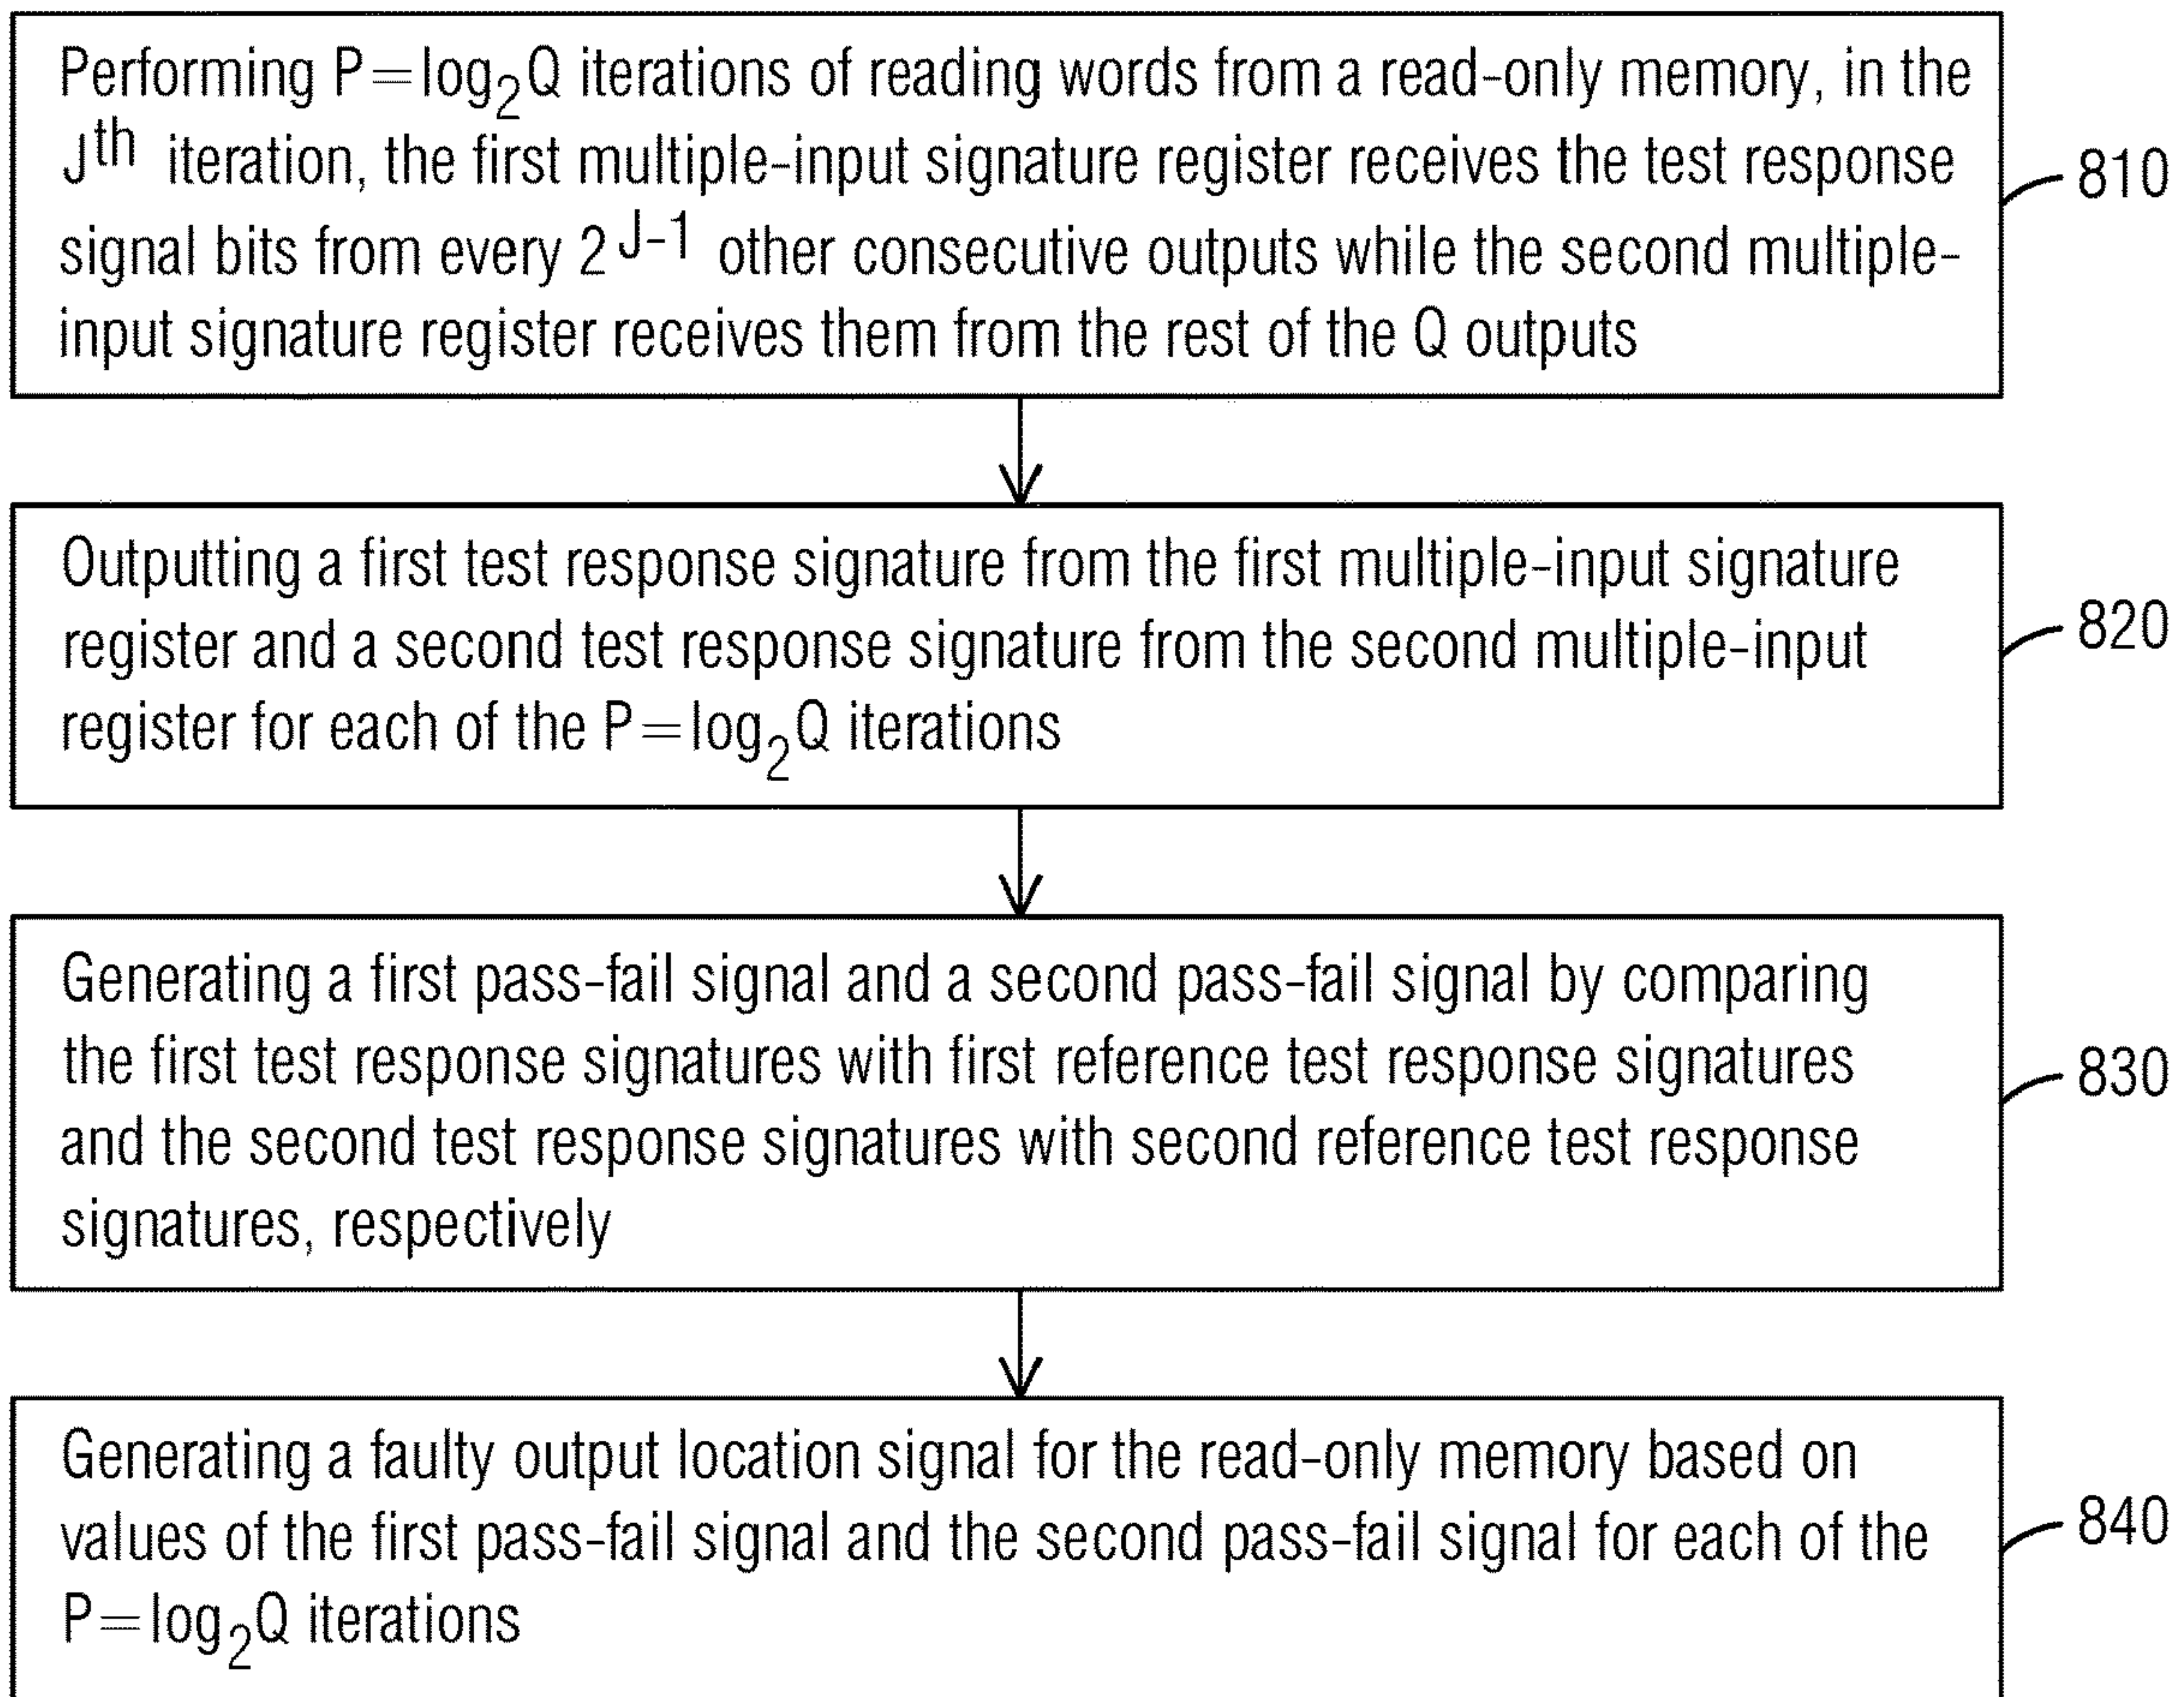 Performing P=log₂Q iterations of reading words from a read-only memory, in the
Jᵗʰ iteration, the first multiple-input signature register receives the test response
signal bits from every 2ᴶ⁻¹ other consecutive outputs while the second multiple-
input signature register receives them from the rest of the Q outputs
810
Outputting a first test response signature from the first multiple-input signature
register and a second test response signature from the second multiple-input
register for each of the P=log₂Q iterations
820
Generating a first pass-fail signal and a second pass-fail signal by comparing
the first test response signatures with first reference test response signatures
and the second test response signatures with second reference test response
signatures, respectively
830
Generating a faulty output location signal for the read-only memory based on
values of the first pass-fail signal and the second pass-fail signal for each of the
P=log₂Q iterations
840